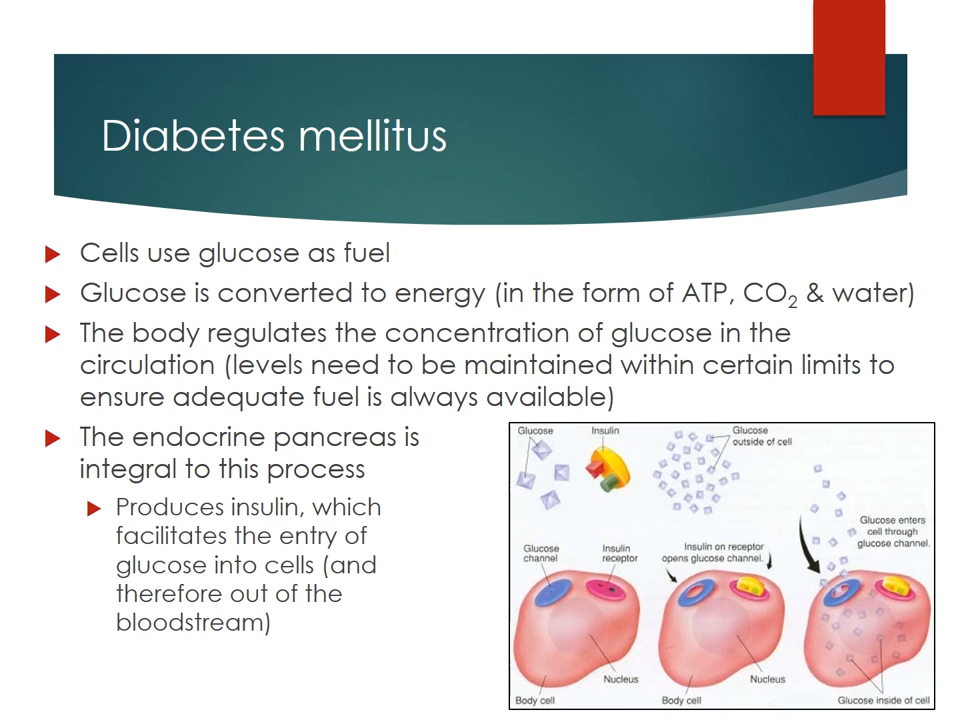 Diabetes mellitus
Cells use glucose as fuel
Glucose is converted to energy (in the form of ATP, CO₂ & water)
The body regulates the concentration of glucose in the
circulation (levels need to be maintained within certain limits to
ensure adequate fuel is always available)
The endocrine pancreas is
integral to this process
Produces insulin, which
facilitates the entry of
glucose into cells (and
therefore out of the
bloodstream)
Glucose
Insulin
Glucose
channel
Insulin
receptor
Nucleus
Body cell
Glucose
outside of cell
Insulin on receptor
opens glucose channel.
Nucleus
Body cell
Glucose enters
cell through
glucose channel.
Glucose inside of cell